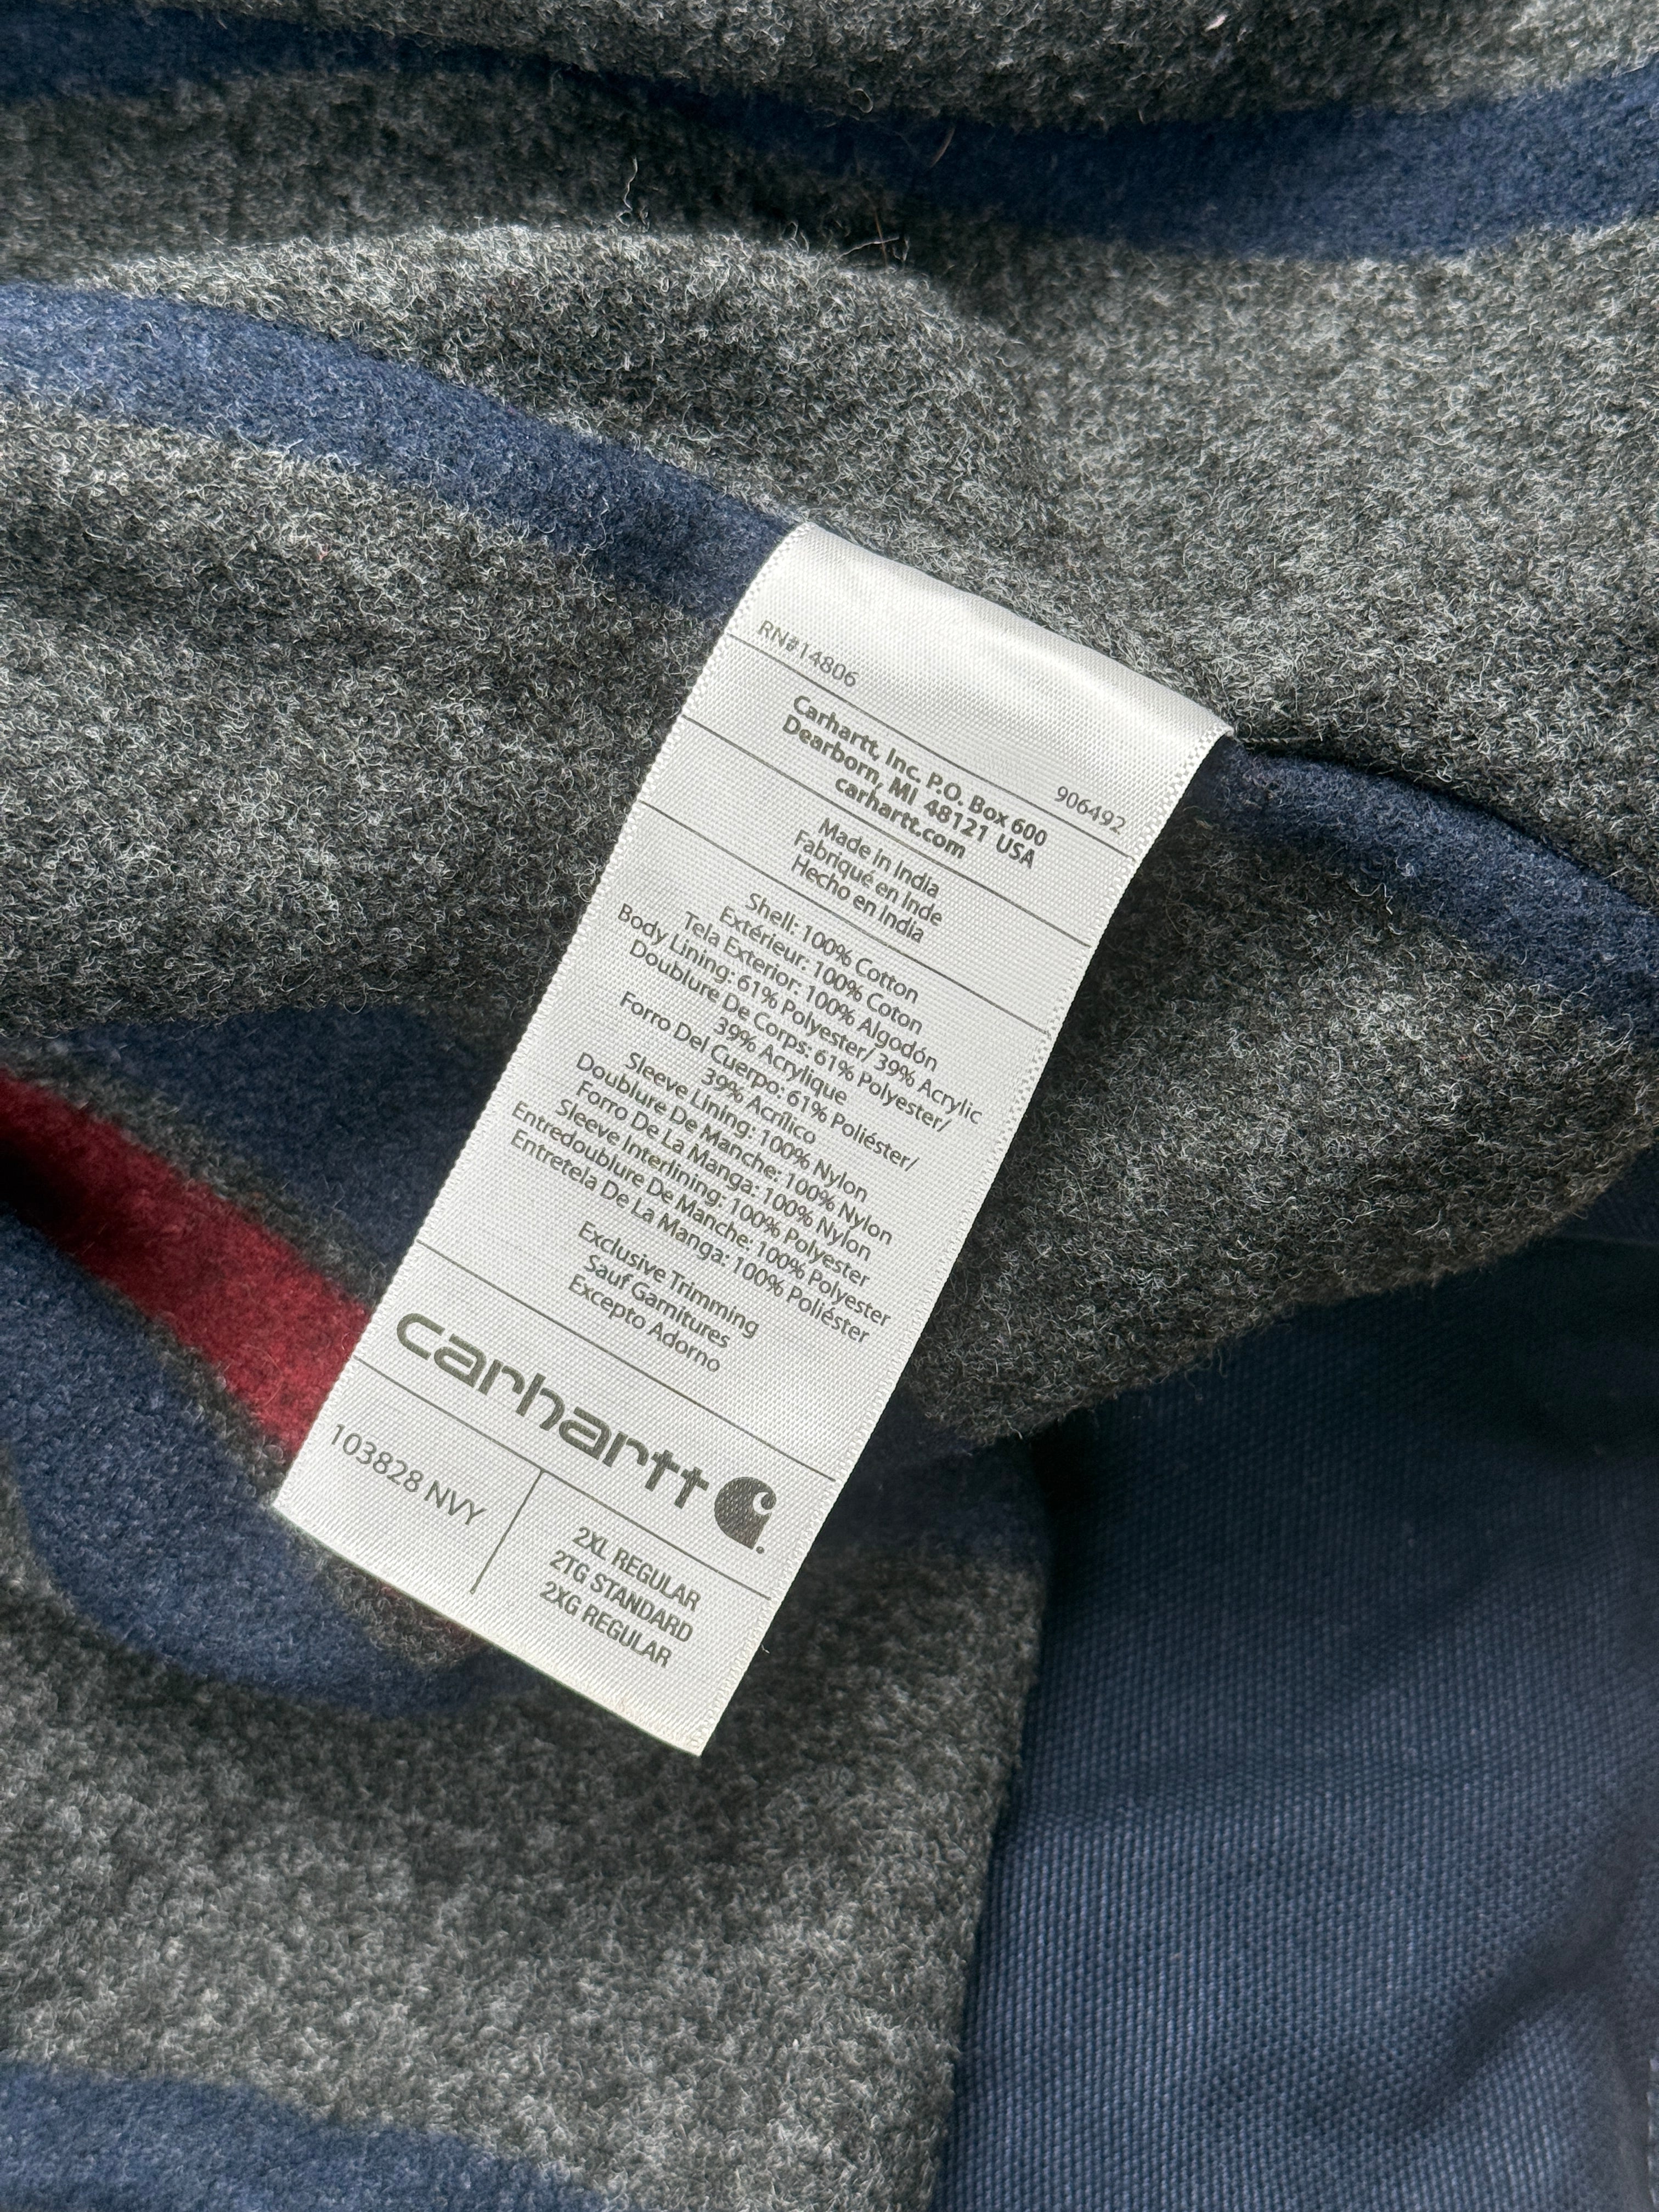 RN#14806
906492
Carhartt, Inc. P.O. Box 600
Dearborn, MI 48121 USA
carhartt.com
Made in India
Fabriqué en Inde
Hecho en India
Shell: 100% Cotton
Extérieur: 100% Coton
Tela Exterior: 100% Algodón
Body Lining: 61% Polyester/ 39% Acrylic
Doublure De Corps: 61% Polyester/
39% Acrylique
Forro Del Cuerpo: 61% Poliéster/
39% Acrílico
Sleeve Lining: 100% Nylon
Doublure De Manche: 100% Nylon
Forro De La Manga: 100% Nylon
Sleeve Interlining: 100% Polyester
Entredoublure De Manche: 100% Polyester
Entretela De La Manga: 100% Poliéster
Exclusive Trimming
Sauf Garnitures
Excepto Adorno
carhartt
103828 NVY
2XL REGULAR
2TG STANDARD
2XG REGULAR